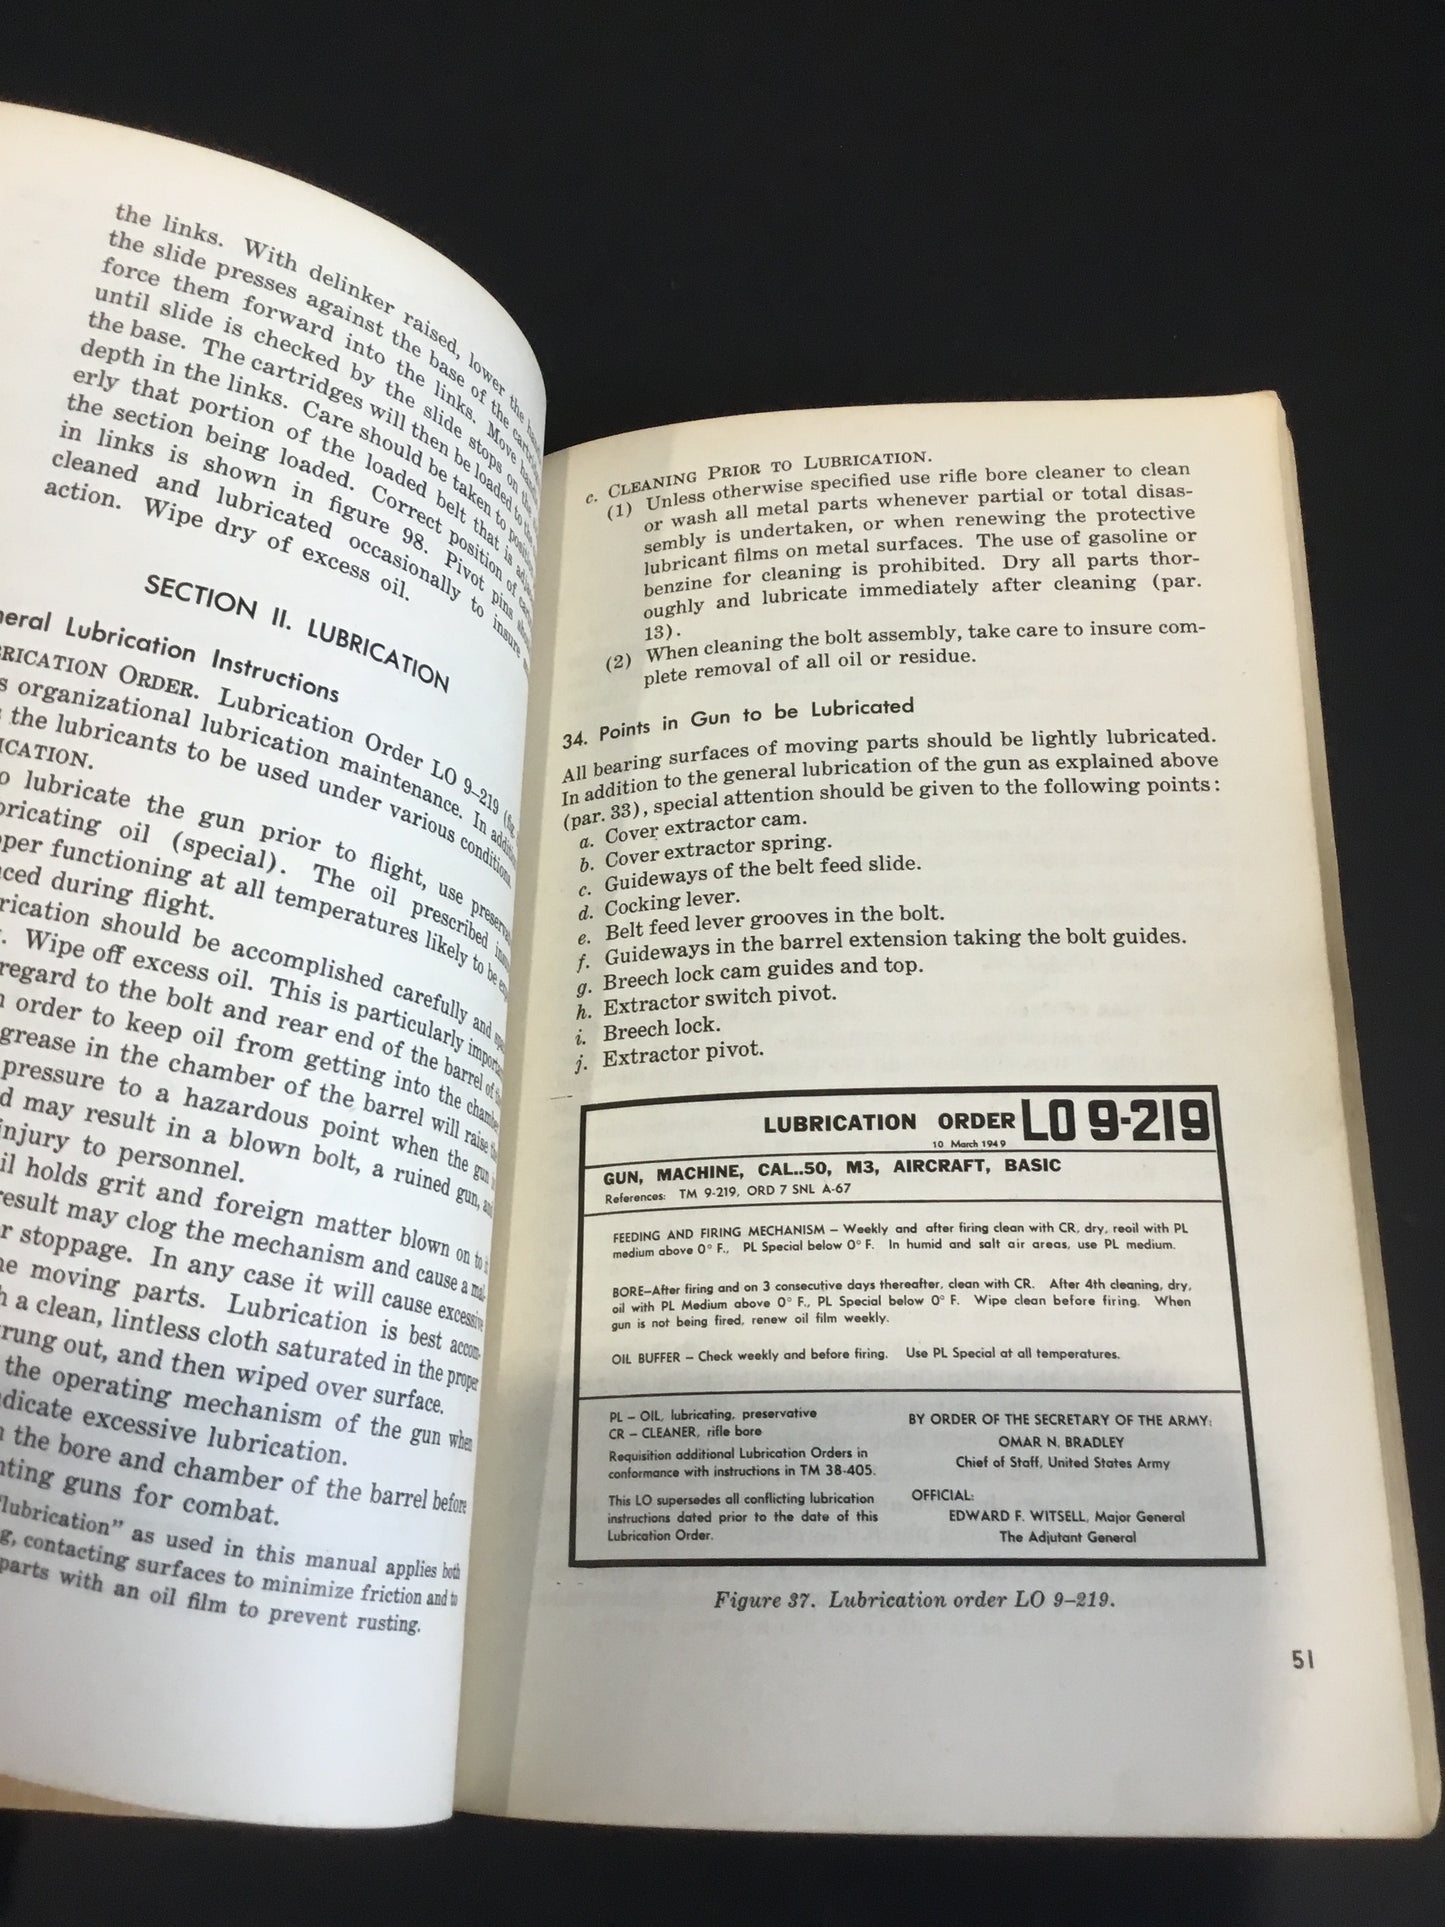 the links. With delinker raised, lower the
the slide presses against the base of the
force them forward into the links. Move
until slide is checked by the slide stops on the
the base. The cartridges will then be loaded to the
depth in the links. Care should be taken to position
erly that portion of the loaded belt that is
the section being loaded. Correct position of
in links is shown in figure 98. Pivot pins
cleaned and lubricated occasionally to insure
action. Wipe dry of excess oil.
SECTION II. LUBRICATION
Lubrication Instructions
ORDER. Lubrication Order LO 9–219
organizational lubrication maintenance. In
the lubricants to be used under various conditions.
lubricate the gun prior to flight, use
oil (special). The oil prescribed
functioning at all temperatures likely to be
during flight.
should be accomplished carefully and
Wipe off excess oil. This is particularly
regard to the bolt and rear end of the barrel of
order to keep oil from getting into the
grease in the chamber of the barrel will raise
pressure to a hazardous point when the gun
may result in a blown bolt, a ruined gun,
injury to personnel.
holds grit and foreign matter blown on to
result may clog the mechanism and cause a mal-
stoppage. In any case it will cause excessive
moving parts. Lubrication is best accom-
a clean, lintless cloth saturated in the proper
out, and then wiped over surface.
the operating mechanism of the gun when
excessive lubrication.
the bore and chamber of the barrel before
guns for combat.
"lubrication" as used in this manual applies both
contacting surfaces to minimize friction and to
parts with an oil film to prevent rusting.
c. CLEANING PRIOR TO LUBRICATION.
(1) Unless otherwise specified use rifle bore cleaner to clean
or wash all metal parts whenever partial or total disas-
sembly is undertaken, or when renewing the protective
lubricant films on metal surfaces. The use of gasoline or
benzine for cleaning is prohibited. Dry all parts thor-
oughly and lubricate immediately after cleaning (par.
13).
(2) When cleaning the bolt assembly, take care to insure com-
plete removal of all oil or residue.
34. Points in Gun to be Lubricated
All bearing surfaces of moving parts should be lightly lubricated.
In addition to the general lubrication of the gun as explained above
(par. 33), special attention should be given to the following points:
a. Cover extractor cam.
b. Cover extractor spring.
c. Guideways of the belt feed slide.
d. Cocking lever.
e. Belt feed lever grooves in the bolt.
f. Guideways in the barrel extension taking the bolt guides.
g. Breech lock cam guides and top.
h. Extractor switch pivot.
i. Breech lock.
j. Extractor pivot.
LUBRICATION ORDER LO 9-219
10 March 1949
GUN, MACHINE, CAL..50, M3, AIRCRAFT, BASIC
References: TM 9-219, ORD 7 SNL A-67
FEEDING AND FIRING MECHANISM – Weekly and after firing clean with CR, dry, reoil with PL
medium above 0° F., PL Special below 0° F. In humid and salt air areas, use PL medium.
BORE–After firing and on 3 consecutive days thereafter, clean with CR. After 4th cleaning, dry,
oil with PL Medium above 0° F., PL Special below 0° F. Wipe clean before firing. When
gun is not being fired, renew oil film weekly.
OIL BUFFER – Check weekly and before firing. Use PL Special at all temperatures.
PL – OIL, lubricating, preservative
CR – CLEANER, rifle bore
Requisition additional Lubrication Orders in
conformance with instructions in TM 38-405.
This LO supersedes all conflicting lubrication
instructions dated prior to the date of this
Lubrication Order.
BY ORDER OF THE SECRETARY OF THE ARMY:
OMAR N. BRADLEY
Chief of Staff, United States Army
OFFICIAL:
EDWARD F. WITSELL, Major General
The Adjutant General
Figure 37. Lubrication order LO 9–219.
51